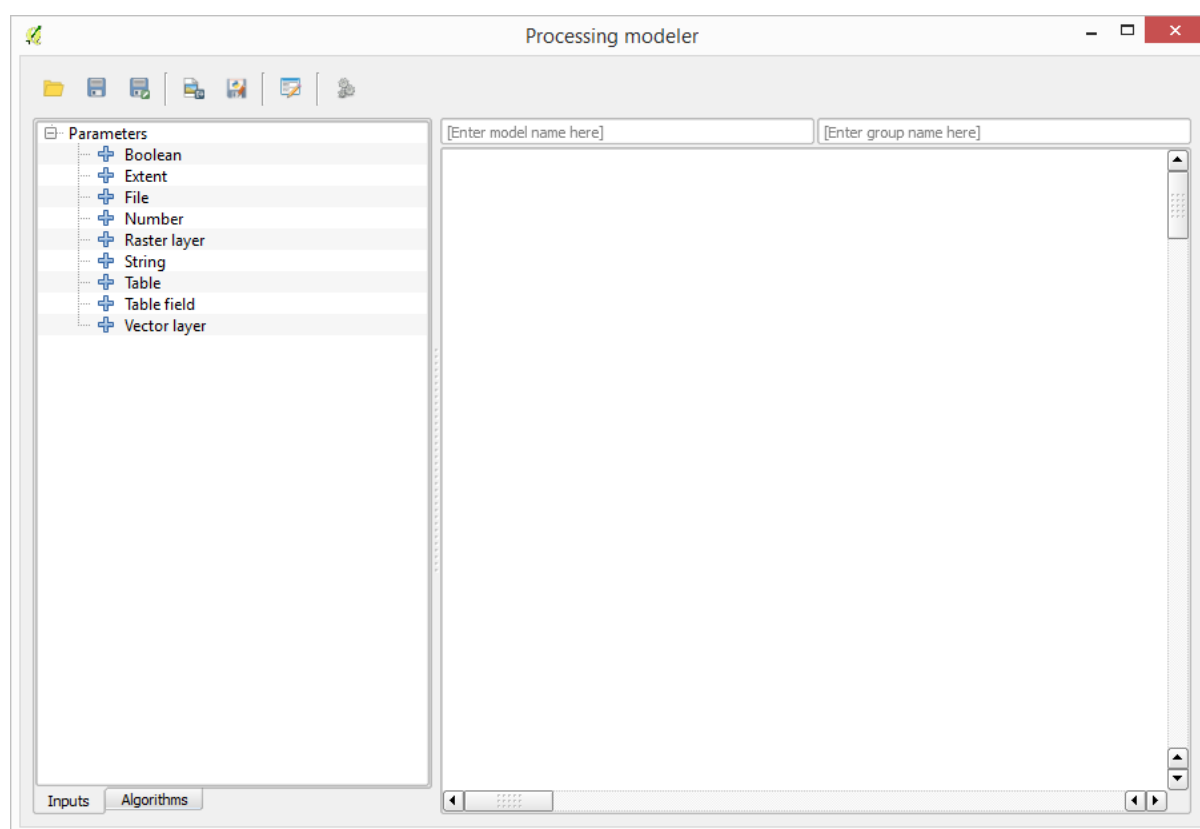 Processing modeler
Parameters
Boolean
Extent
File
Number
Raster layer
String
Table
Table field
Vector layer
[Enter model name here]
[Enter group name here]
Inputs
Algorithms